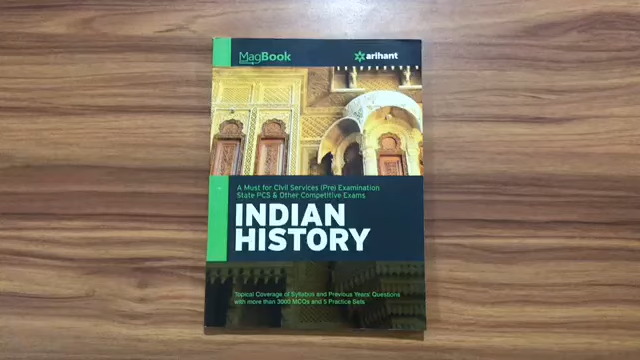 MagBook
arihant
A Must for Civil Services (Pre) Examination
State PCS & Other Competitive Exams
INDIAN
HISTORY
Topical Coverage of Syllabus and Previous Years' Questions
with more than 3000 MCQs and 5 Practice Sets